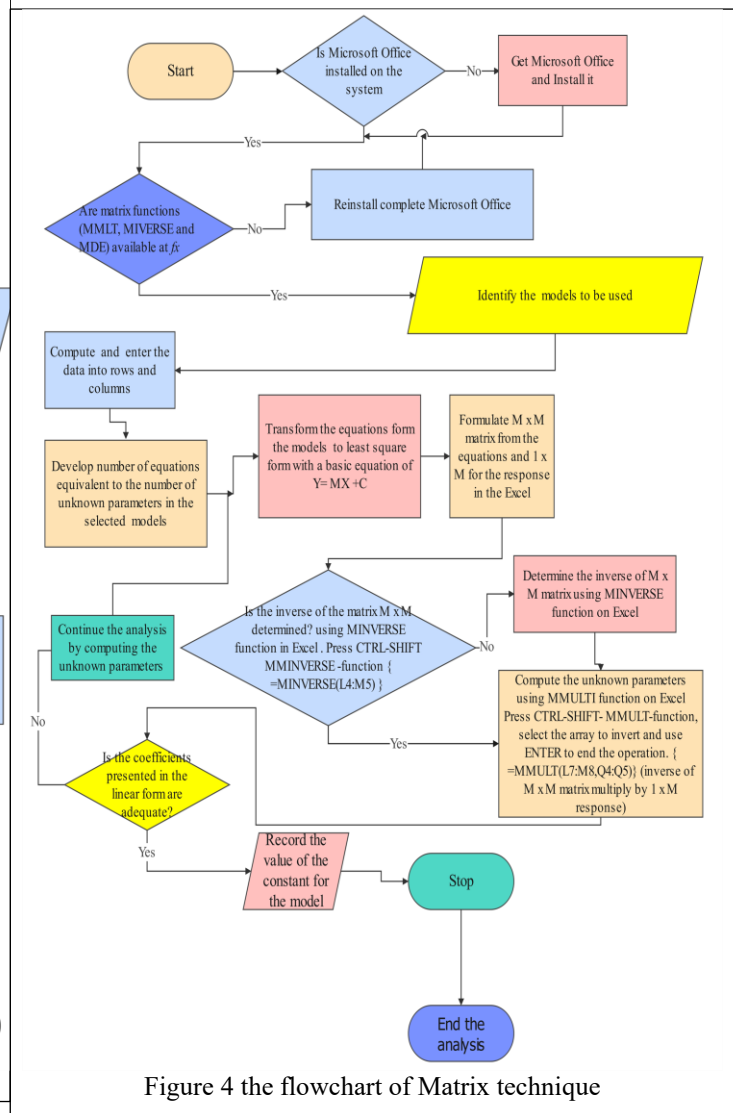 Start
Is Microsoft Office
installed on the
system
No
Get Microsoft Office
and Install it
Yes
Are matrix functions
(MMLT, MIVERSE and
MDE) available at fx
No
Reinstall complete Microsoft Office
Yes
Identify the models to be used
Compute and enter the
data into rows and
columns
Develop number of equations
equivalent to the number of
unknown parameters in the
selected models
Transform the equations form
the models to least square
form with a basic equation of
Y= MX +C
Formulate M x M
matrix from the
equations and 1 x
M for the response
in the Excel
Continue the analysis
by computing the
unknown parameters
Is the inverse of the matrix M x M
determined? using MINVERSE
function in Excel . Press CTRL-SHIFT
MMINVERSE -function {
=MINVERSE(L4:M5) }
No
Determine the inverse of M x
M matrix using MINVERSE
function on Excel
Yes
Compute the unknown parameters
using MMULTI function on Excel
Press CTRL-SHIFT- MMULT-function,
select the array to invert and use
ENTER to end the operation. {
=MMULT(L7:M8,Q4:Q5)} (inverse of
M x M matrix multiply by 1 x M
response)
No
Is the coefficients
presented in the
linear form are
adequate?
Yes
Record the
value of the
constant for
the model
Stop
End the
analysis
Figure 4 the flowchart of Matrix technique